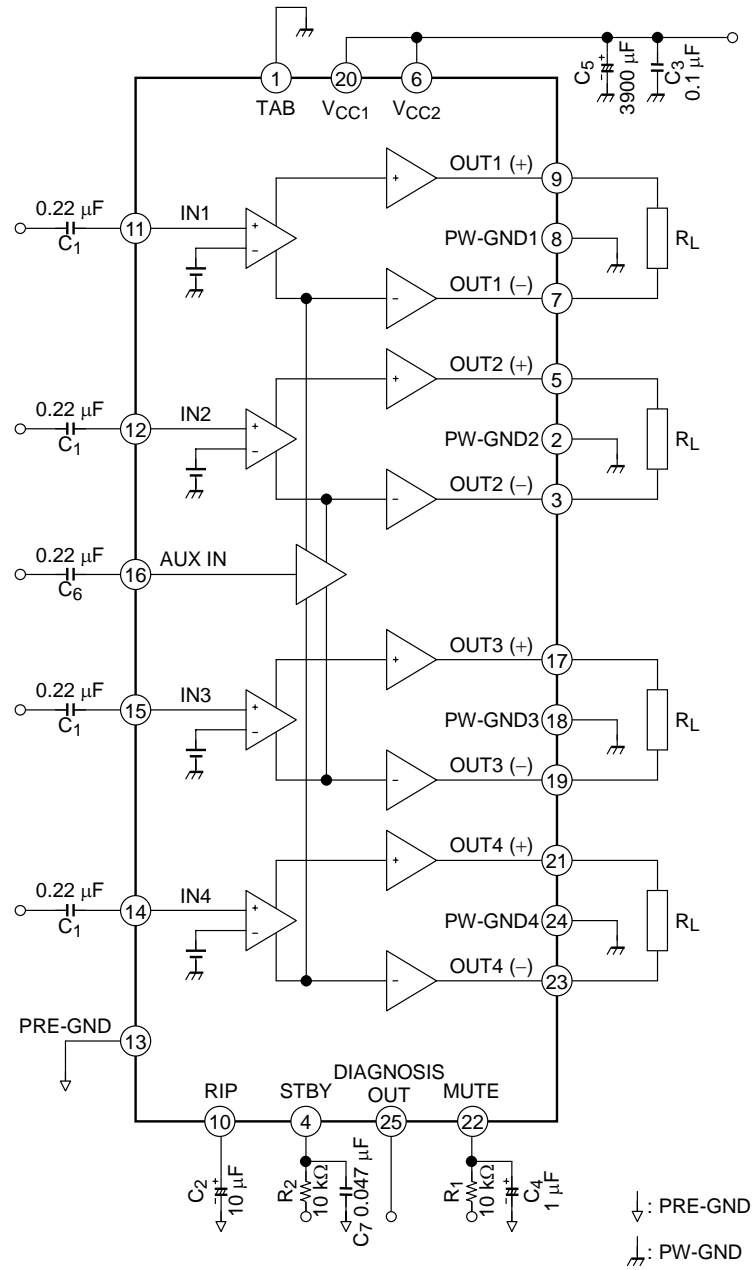 C5
3900 µF
C3
0.1 µF
1
20
6
TAB
VCC1
VCC2
OUT1 (+)
9
0.22 µF
C1
11
IN1
+
−
+
PW-GND1
8
RL
OUT1 (−)
−
7
OUT2 (+)
5
0.22 µF
C1
12
IN2
+
−
+
PW-GND2
2
RL
OUT2 (−)
−
3
0.22 µF
C6
16
AUX IN
OUT3 (+)
17
0.22 µF
C1
15
IN3
+
−
+
PW-GND3
18
RL
OUT3 (−)
−
19
OUT4 (+)
21
0.22 µF
C1
14
IN4
+
−
+
PW-GND4
24
RL
OUT4 (−)
−
23
PRE-GND
13
RIP
STBY
DIAGNOSIS
OUT
MUTE
10
4
25
22
C2
10 µF
R2
10 kΩ
C7 0.047 µF
R1
10 kΩ
C4
1 µF
: PRE-GND
: PW-GND